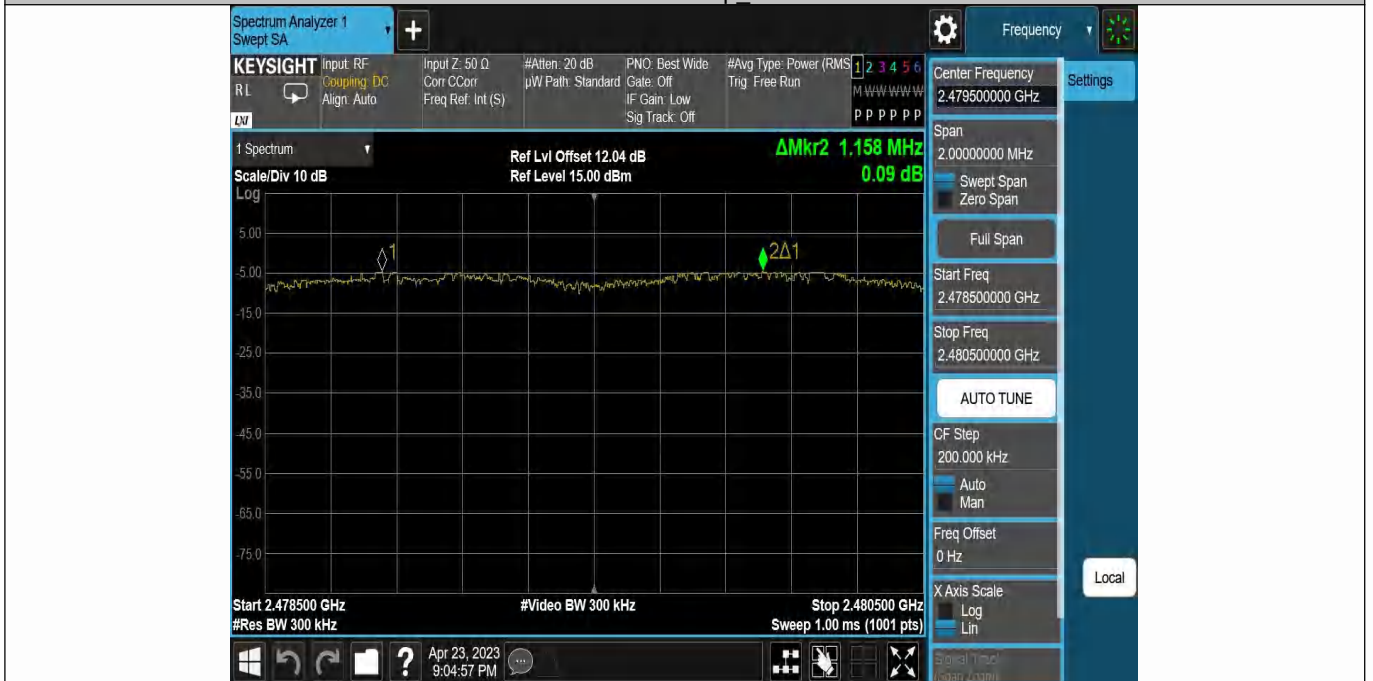 Spectrum Analyzer 1
Swept SA
+
Frequency
KEYSIGHT
RL
LXI
Input: RF
Coupling: DC
Align: Auto
Input Z: 50 Ω
Corr CCorr
Freq Ref: Int (S)
#Atten: 20 dB
µW Path: Standard
PNO: Best Wide
Gate: Off
IF Gain: Low
Sig Track: Off
#Avg Type: Power (RMS
Trig: Free Run
1 2 3 4 5 6
M W W W W W
P P P P P P
1 Spectrum
Scale/Div 10 dB
Ref Lvl Offset 12.04 dB
Ref Level 15.00 dBm
ΔMkr2 1.158 MHz
0.09 dB
Log
5.00
-5.00
-15.0
-25.0
-35.0
-45.0
-55.0
-65.0
-75.0
1
2Δ1
Start 2.478500 GHz
#Res BW 300 kHz
#Video BW 300 kHz
Stop 2.480500 GHz
Sweep 1.00 ms (1001 pts)
Center Frequency
2.479500000 GHz
Settings
Span
2.00000000 MHz
Swept Span
Zero Span
Full Span
Start Freq
2.478500000 GHz
Stop Freq
2.480500000 GHz
AUTO TUNE
CF Step
200.000 kHz
Auto
Man
Freq Offset
0 Hz
X Axis Scale
Log
Lin
Signal Track
(Span Zoom)
Local
?
Apr 23, 2023
9:04:57 PM